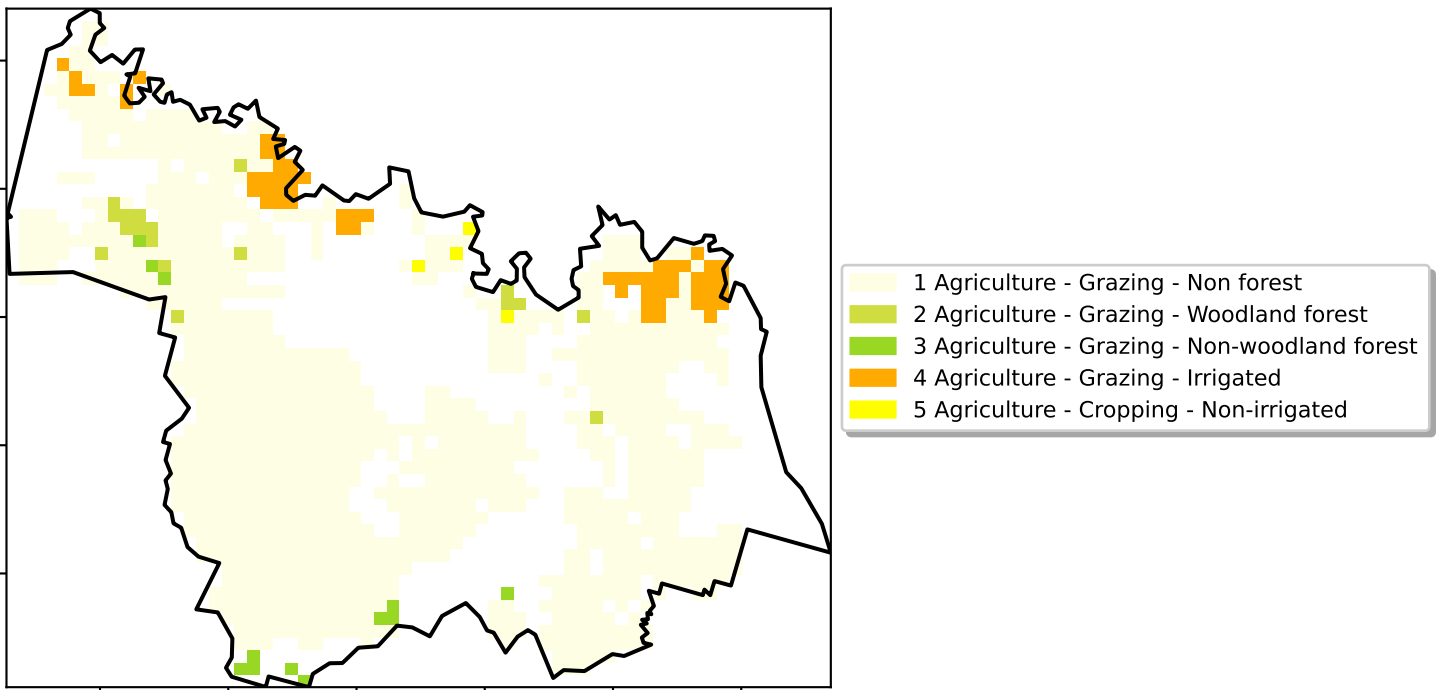 1 Agriculture - Grazing - Non forest
2 Agriculture - Grazing - Woodland forest
3 Agriculture - Grazing - Non-woodland forest
4 Agriculture - Grazing - Irrigated
5 Agriculture - Cropping - Non-irrigated